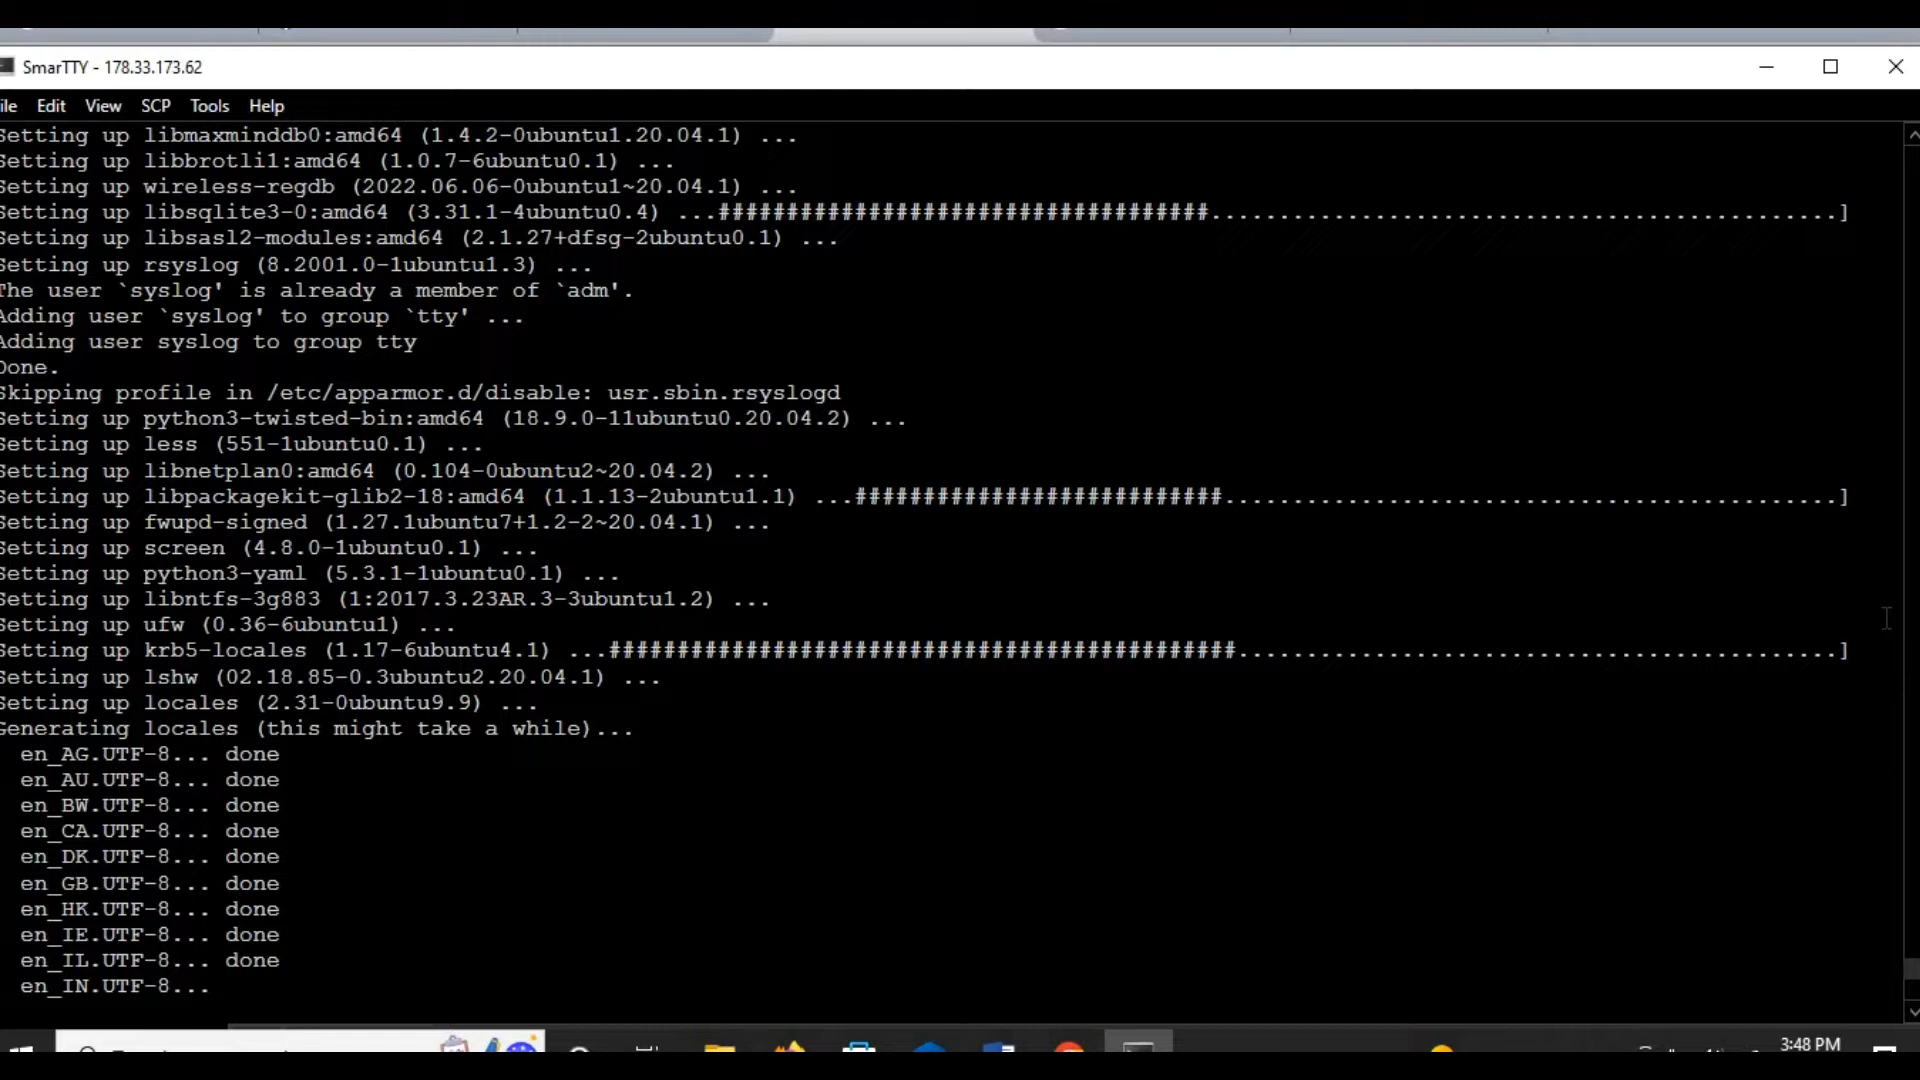 SmarTTY - 178.33.173.62
ile Edit View SCP Tools Help
Setting up libmaxminddb0:amd64 (1.4.2-0ubuntu1.20.04.1) ...
Setting up libbrotli1:amd64 (1.0.7-6ubuntu0.1) ...
Setting up wireless-regdb (2022.06.06-0ubuntu1~20.04.1) ...
Setting up libsqlite3-0:amd64 (3.31.1-4ubuntu0.4) ...####################################..............................................]
Setting up libsasl2-modules:amd64 (2.1.27+dfsg-2ubuntu0.1) ...
Setting up rsyslog (8.2001.0-1ubuntu1.3) ...
The user `syslog' is already a member of `adm'.
Adding user `syslog' to group `tty' ...
Adding user syslog to group tty
Done.
Skipping profile in /etc/apparmor.d/disable: usr.sbin.rsyslogd
Setting up python3-twisted-bin:amd64 (18.9.0-11ubuntu0.20.04.2) ...
Setting up less (551-1ubuntu0.1) ...
Setting up libnetplan0:amd64 (0.104-0ubuntu2~20.04.2) ...
Setting up libpackagekit-glib2-18:amd64 (1.1.13-2ubuntu1.1) ...###########################.............................................]
Setting up fwupd-signed (1.27.1ubuntu7+1.2-2~20.04.1) ...
Setting up screen (4.8.0-1ubuntu0.1) ...
Setting up python3-yaml (5.3.1-1ubuntu0.1) ...
Setting up libntfs-3g883 (1:2017.3.23AR.3-3ubuntu1.2) ...
Setting up ufw (0.36-6ubuntu1) ...
Setting up krb5-locales (1.17-6ubuntu4.1) ...##############################################............................................]
Setting up lshw (02.18.85-0.3ubuntu2.20.04.1) ...
Setting up locales (2.31-0ubuntu9.9) ...
Generating locales (this might take a while)...
en_AG.UTF-8... done
en_AU.UTF-8... done
en_BW.UTF-8... done
en_CA.UTF-8... done
en_DK.UTF-8... done
en_GB.UTF-8... done
en_HK.UTF-8... done
en_IE.UTF-8... done
en_IL.UTF-8... done
en_IN.UTF-8...
3:48 PM